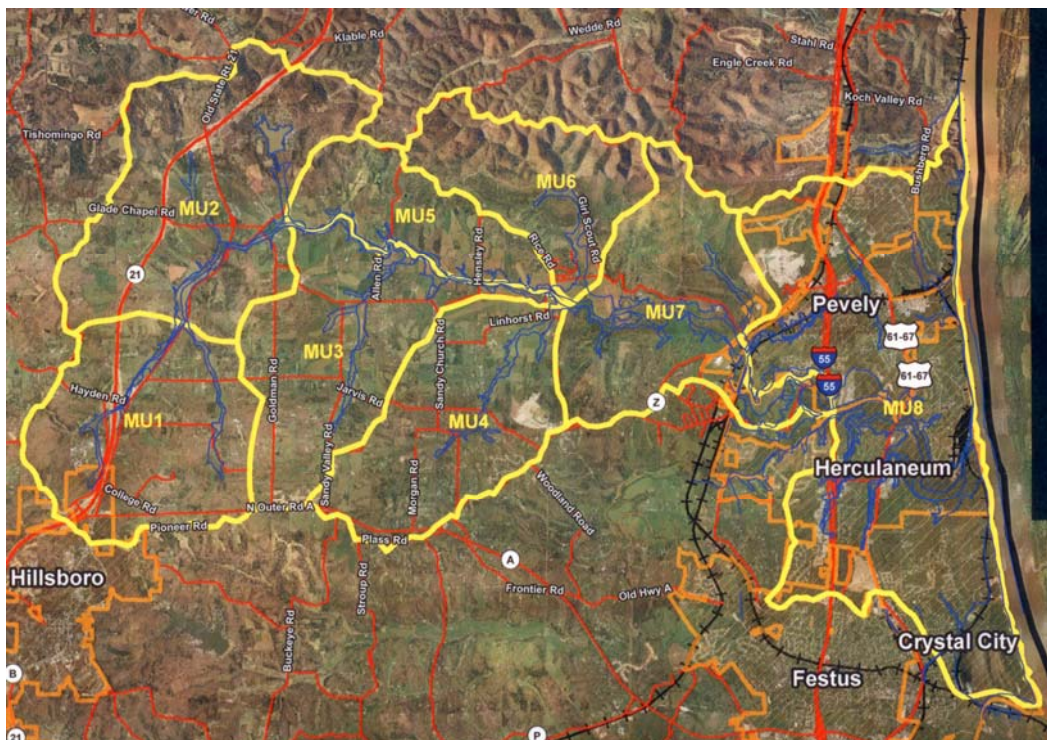 Klable Rd
Wedde Rd
Stahl Rd
Engle Creek Rd
Old State Rt. 21
Koch Valley Rd
Tishomingo Rd
Bushberg Rd
MU6
MU2
MU5
Glade Chapel Rd
Girl Scout Rd
Hensley Rd
Rice Rd
Allen Rd
21
Pevely
MU7
Linhorst Rd
61-67
MU3
Sandy Church Rd
55
61-67
Goldman Rd
55
Hayden Rd
Jarvis Rd
Z
MU8
MU1
MU4
Herculaneum
Sandy Valley Rd
Morgan Rd
Woodland Road
College Rd
N Outer Rd A
Pioneer Rd
Plass Rd
A
Hillsboro
Stroup Rd
Frontier Rd
Old Hwy A
Buckeye Rd
Crystal City
B
Festus
21
P